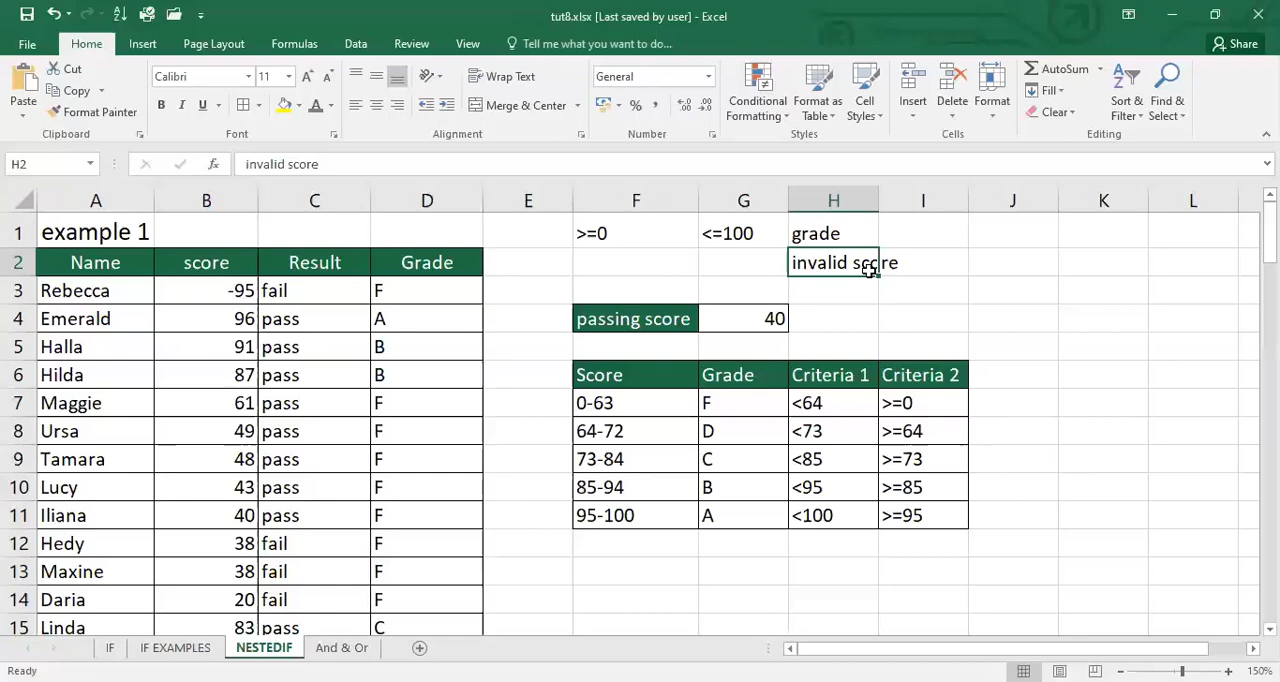 tut8.xlsx [Last saved by user] - Excel
File Home Insert Page Layout Formulas Data Review View Tell me what you want to do... Share
Paste Cut Copy Format Painter
Calibri 11 Wrap Text Merge & Center General
Conditional Formatting Format as Table Cell Styles Insert Delete Format AutoSum Fill Clear Sort & Filter Find & Select
Clipboard Font Alignment Number Styles Cells Editing
H2 fx invalid score
A B C D E F G H I J K L
1 example 1 >=0 <=100 grade
2 Name score Result Grade invalid score
3 Rebecca -95 fail F
4 Emerald 96 pass A passing score 40
5 Halla 91 pass B
6 Hilda 87 pass B Score Grade Criteria 1 Criteria 2
7 Maggie 61 pass F 0-63 F <64 >=0
8 Ursa 49 pass F 64-72 D <73 >=64
9 Tamara 48 pass F 73-84 C <85 >=73
10 Lucy 43 pass F 85-94 B <95 >=85
11 Iliana 40 pass F 95-100 A <100 >=95
12 Hedy 38 fail F
13 Maxine 38 fail F
14 Daria 20 fail F
15 Linda 83 pass C
IF IF EXAMPLES NESTEDIF And & Or
Ready 150%